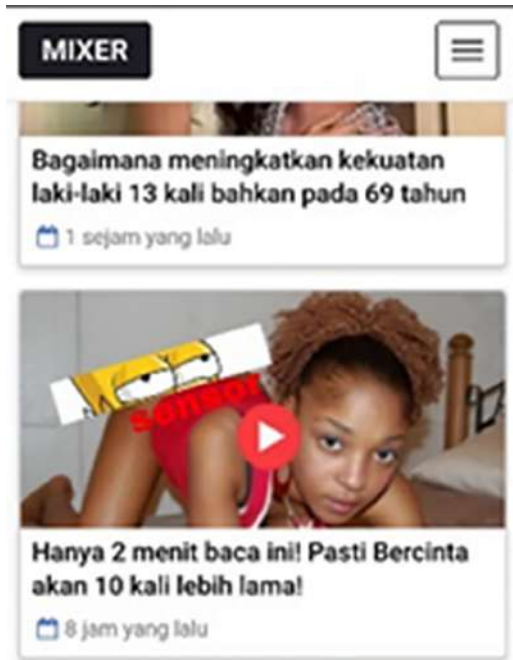 MIXER
Bagaimana meningkatkan kekuatan
laki-laki 13 kali bahkan pada 69 tahun
1 sejam yang lalu
sensor
Hanya 2 menit baca ini! Pasti Bercinta
akan 10 kali lebih lama!
8 jam yang lalu